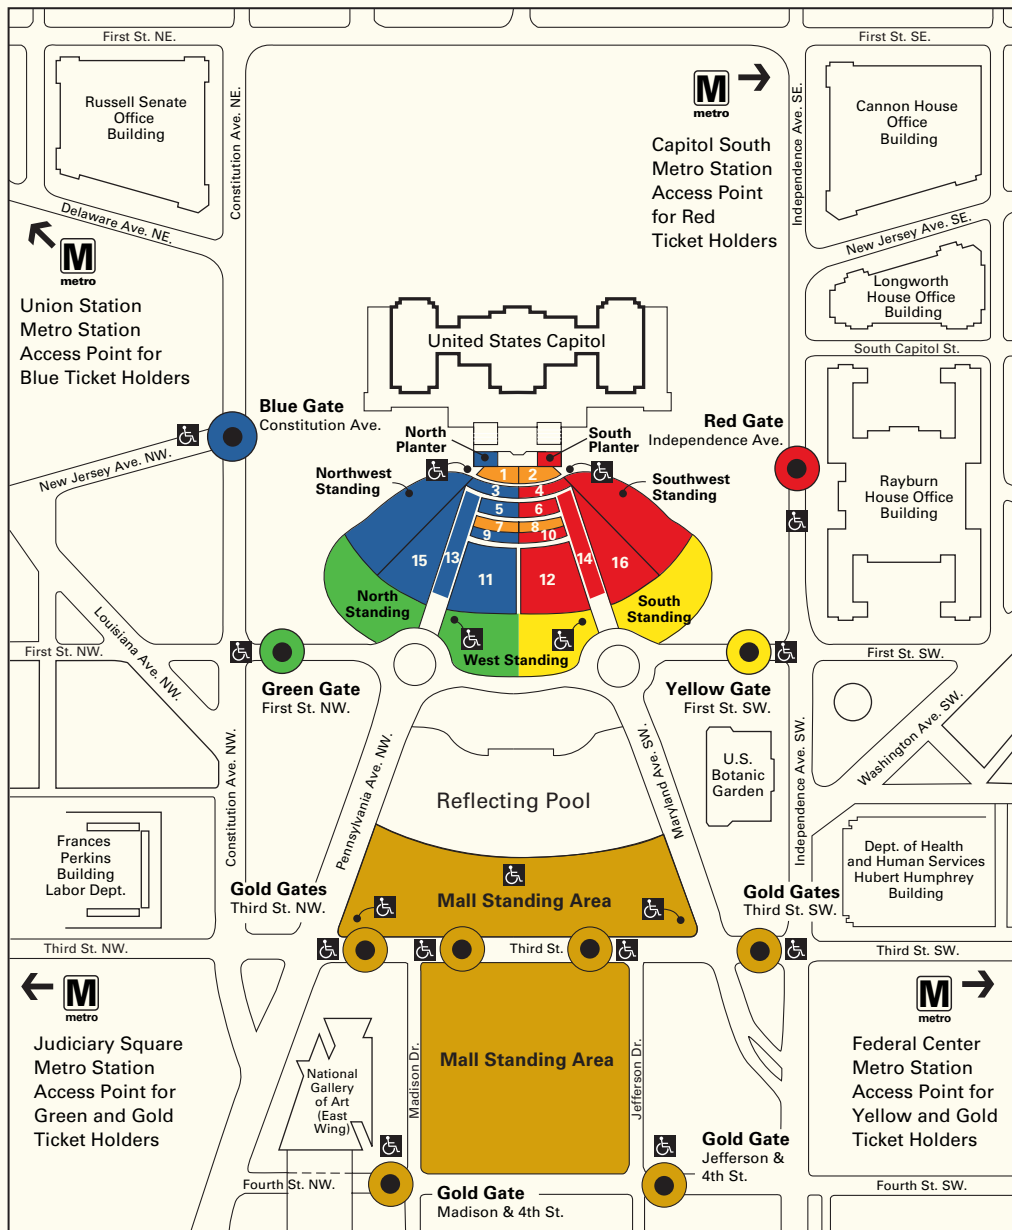 First St. NE.
First St. SE.
Russell Senate
Office
Building
Constitution Ave. NE.
M
metro
Capitol South
Metro Station
Access Point
for Red
Ticket Holders
Independence Ave. SE.
Cannon House
Office
Building
Delaware Ave. NE.
New Jersey Ave. SE.
M
metro
Union Station
Metro Station
Access Point for
Blue Ticket Holders
Longworth
House Office
Building
United States Capitol
South Capitol St.
Blue Gate
Constitution Ave.
North
Planter
South
Planter
Red Gate
Independence Ave.
New Jersey Ave. NW.
Northwest
Standing
Southwest
Standing
Rayburn
House Office
Building
1
2
3
4
5
6
7
8
9
10
11
12
13
14
15
16
North
Standing
South
Standing
West Standing
Louisiana Ave. NW.
First St. NW.
First St. SW.
Green Gate
First St. NW.
Yellow Gate
First St. SW.
Constitution Ave. NW.
Pennsylvania Ave. NW.
Maryland Ave. SW.
U.S.
Botanic
Garden
Independence Ave. SW.
Washington Ave. SW.
Reflecting Pool
Frances
Perkins
Building
Labor Dept.
Dept. of Health
and Human Services
Hubert Humphrey
Building
Gold Gates
Third St. NW.
Mall Standing Area
Gold Gates
Third St. SW.
Third St. NW.
Third St.
Third St. SW.
M
metro
Judiciary Square
Metro Station
Access Point for
Green and Gold
Ticket Holders
National
Gallery
of Art
(East
Wing)
Madison Dr.
Mall Standing Area
Jefferson Dr.
M
metro
Federal Center
Metro Station
Access Point for
Yellow and Gold
Ticket Holders
Gold Gate
Jefferson &
4th St.
Fourth St. NW.
Gold Gate
Madison & 4th St.
Fourth St. SW.